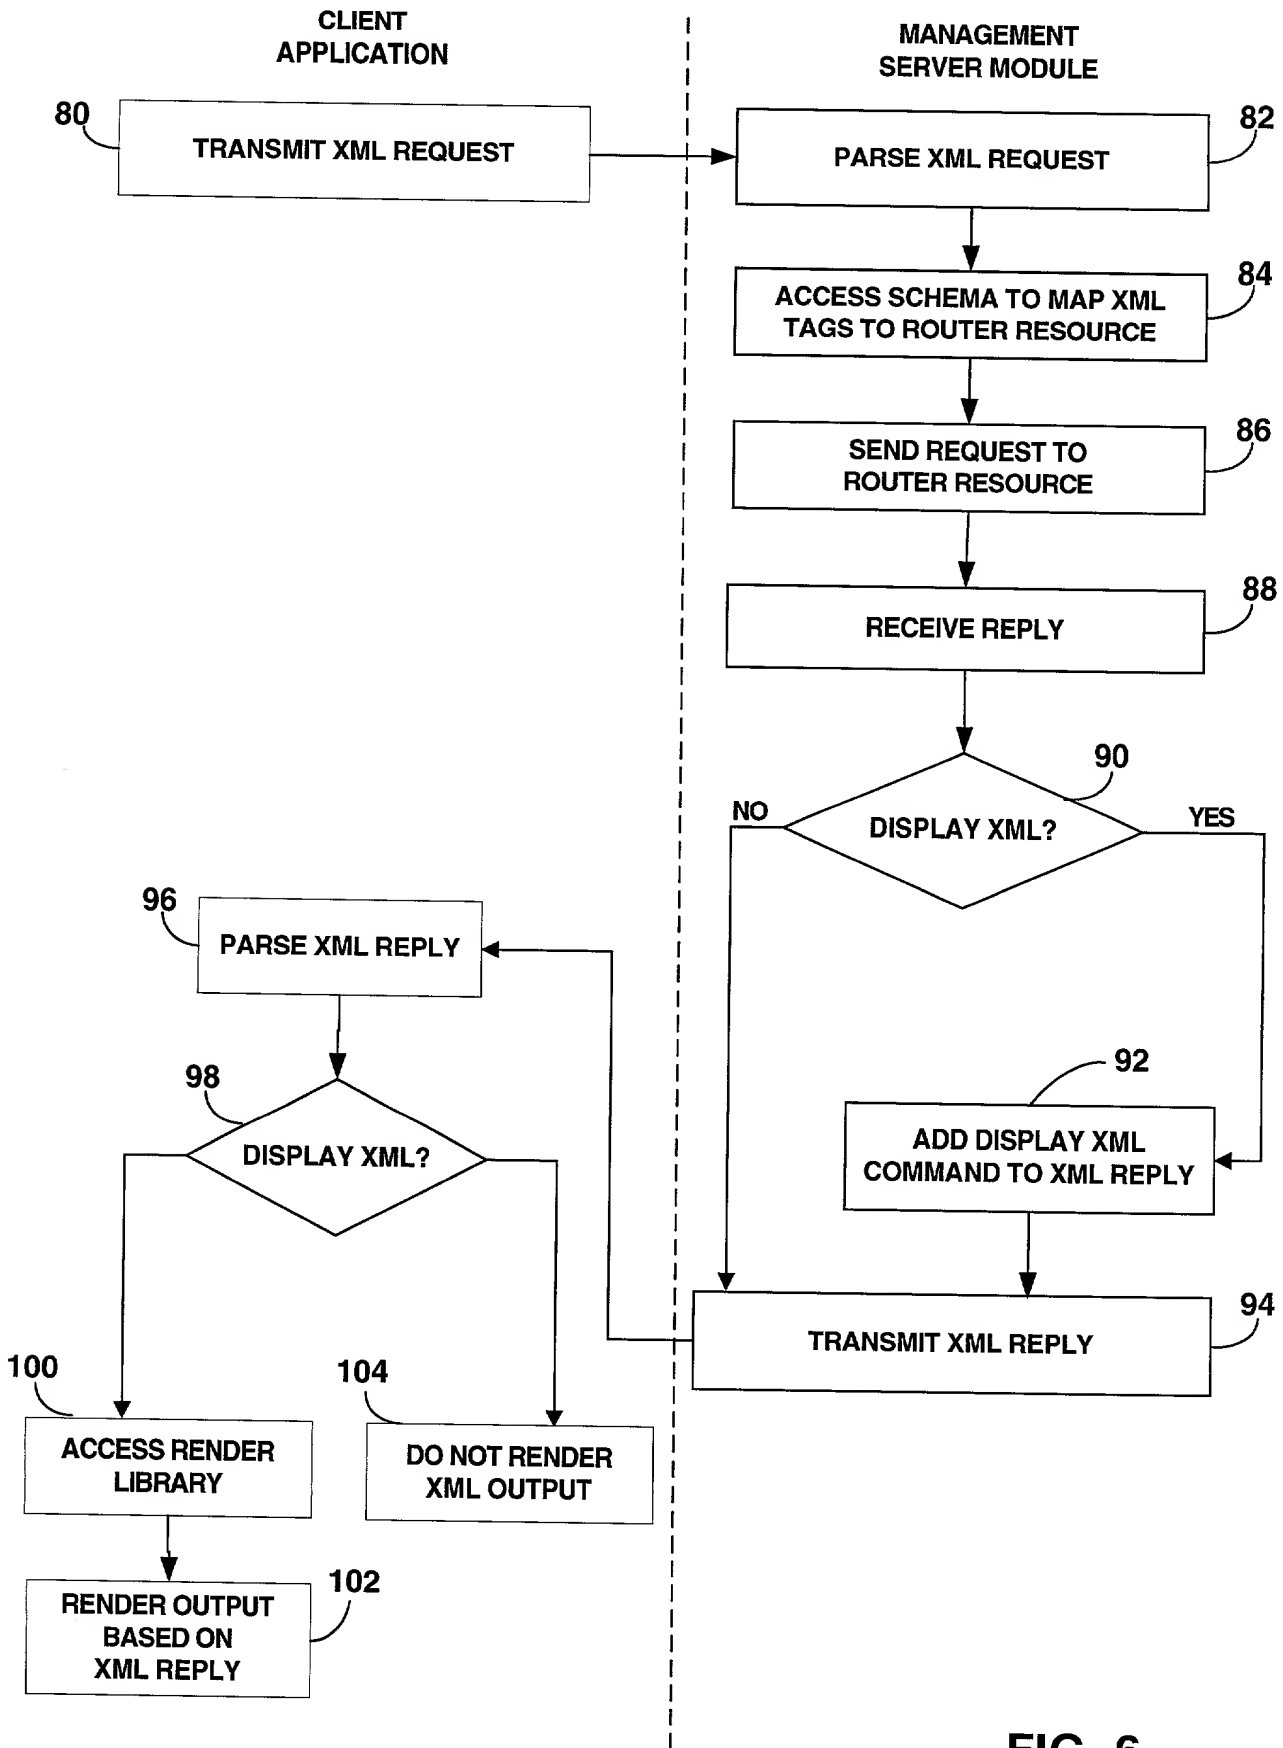 CLIENT
APPLICATION
MANAGEMENT
SERVER MODULE
80
TRANSMIT XML REQUEST
82
PARSE XML REQUEST
84
ACCESS SCHEMA TO MAP XML
TAGS TO ROUTER RESOURCE
86
SEND REQUEST TO
ROUTER RESOURCE
88
RECEIVE REPLY
90
NO
DISPLAY XML?
YES
96
PARSE XML REPLY
92
ADD DISPLAY XML
COMMAND TO XML REPLY
98
DISPLAY XML?
94
TRANSMIT XML REPLY
100
ACCESS RENDER
LIBRARY
104
DO NOT RENDER
XML OUTPUT
102
RENDER OUTPUT
BASED ON
XML REPLY
FIG. 6